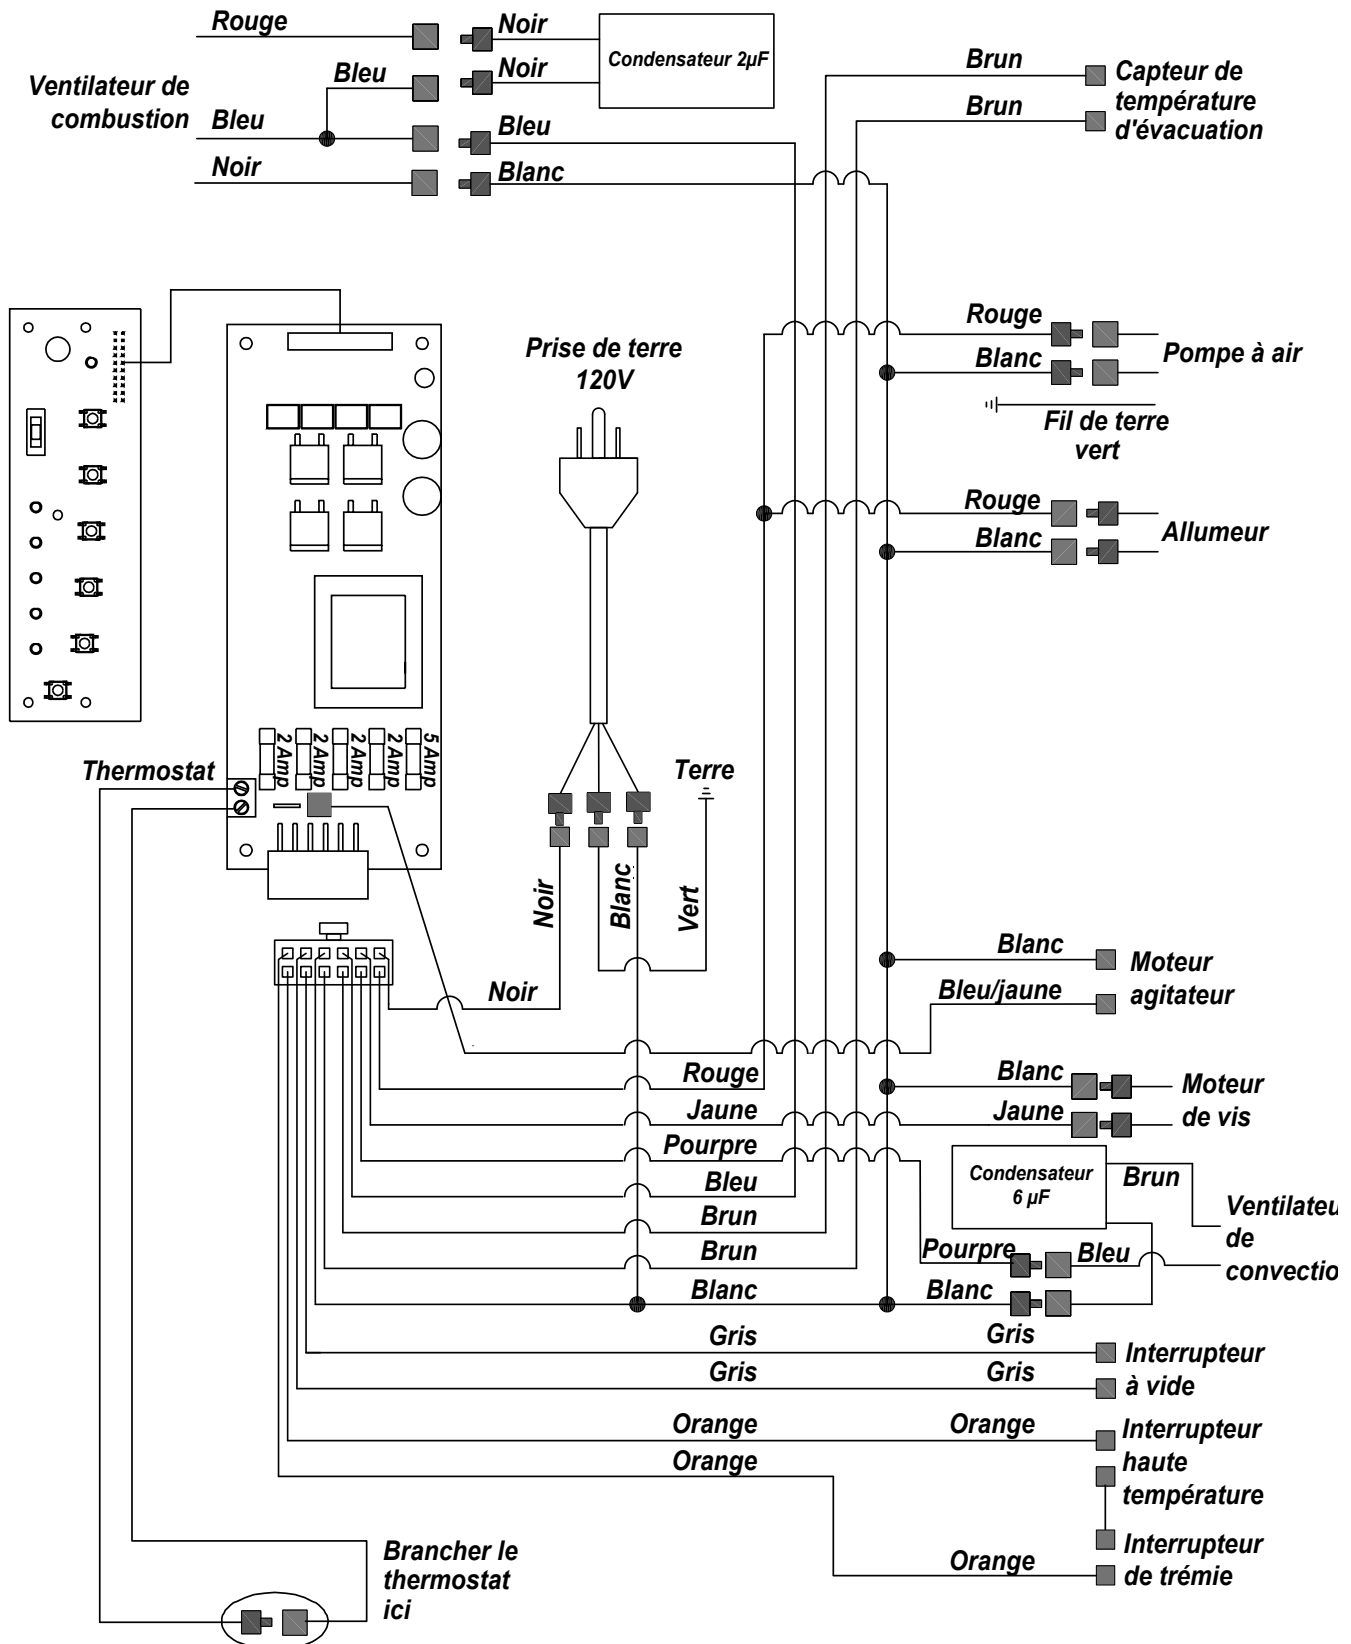 Rouge
Noir
Condensateur 2µF
Bleu
Noir
Ventilateur de
combustion
Bleu
Bleu
Noir
Blanc
Brun
Capteur de
température
d'évacuation
Brun
Prise de terre
120V
Rouge
Blanc
Pompe à air
Fil de terre
vert
Rouge
Blanc
Allumeur
2 Amp
2 Amp
2 Amp
2 Amp
5 Amp
Thermostat
Terre
Noir
Blanc
Vert
Noir
Blanc
Bleu/jaune
Moteur
agitateur
Rouge
Blanc
Jaune
Jaune
Moteur
de vis
Pourpre
Condensateur
6 µF
Brun
Bleu
Brun
Brun
Pourpre
Bleu
Ventilateu
de
convectio
Blanc
Blanc
Gris
Gris
Gris
Gris
Interrupteur
à vide
Orange
Orange
Orange
Interrupteur
haute
température
Orange
Interrupteur
de trémie
Brancher le
thermostat
ici